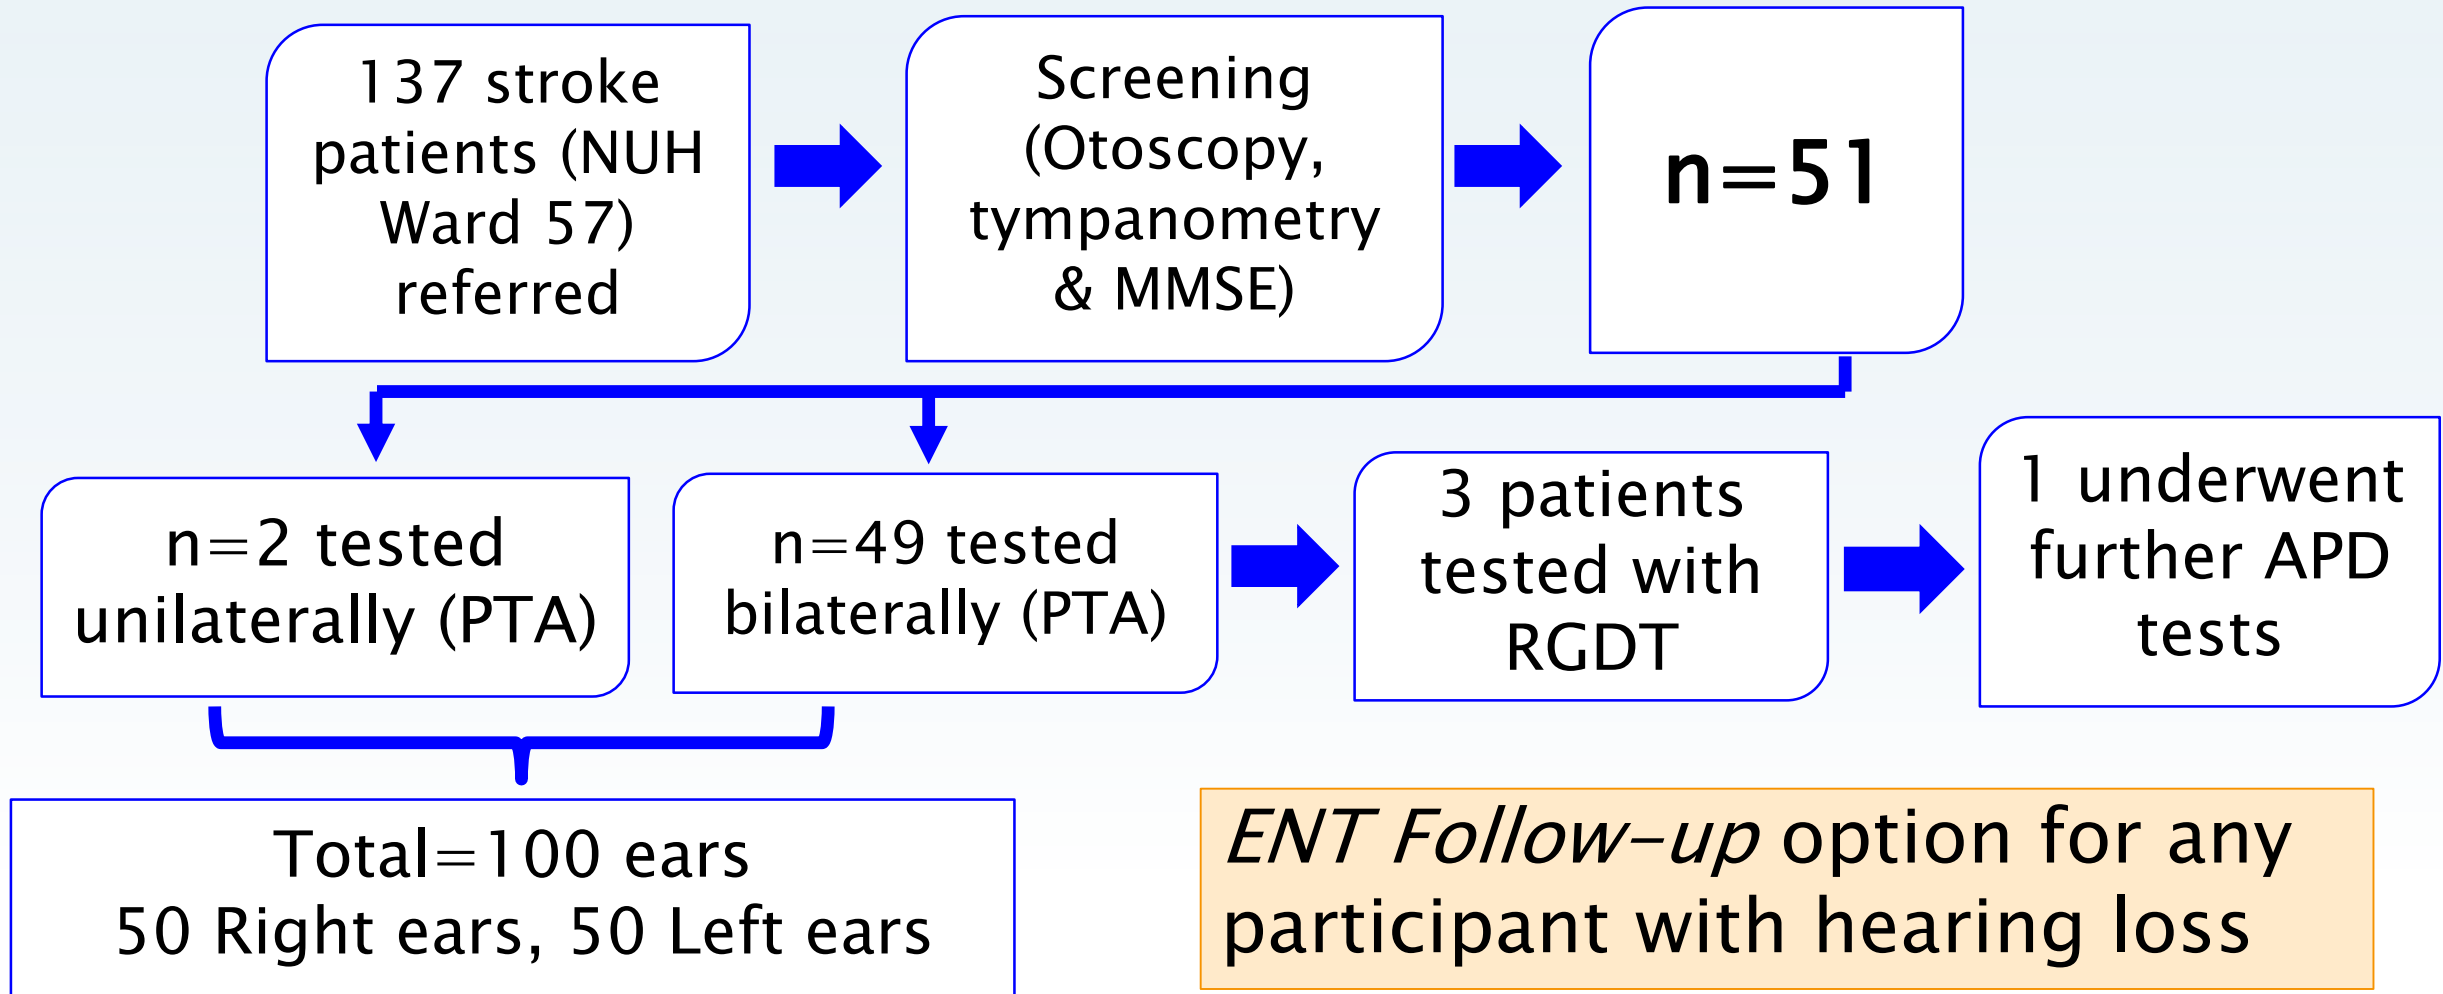 137 stroke
patients (NUH
Ward 57)
referred
Screening
(Otoscopy,
tympanometry
& MMSE)
n=51
n=2 tested
unilaterally (PTA)
n=49 tested
bilaterally (PTA)
3 patients
tested with
RGDT
1 underwent
further APD
tests
Total=100 ears
50 Right ears, 50 Left ears
ENT Follow-up option for any
participant with hearing loss